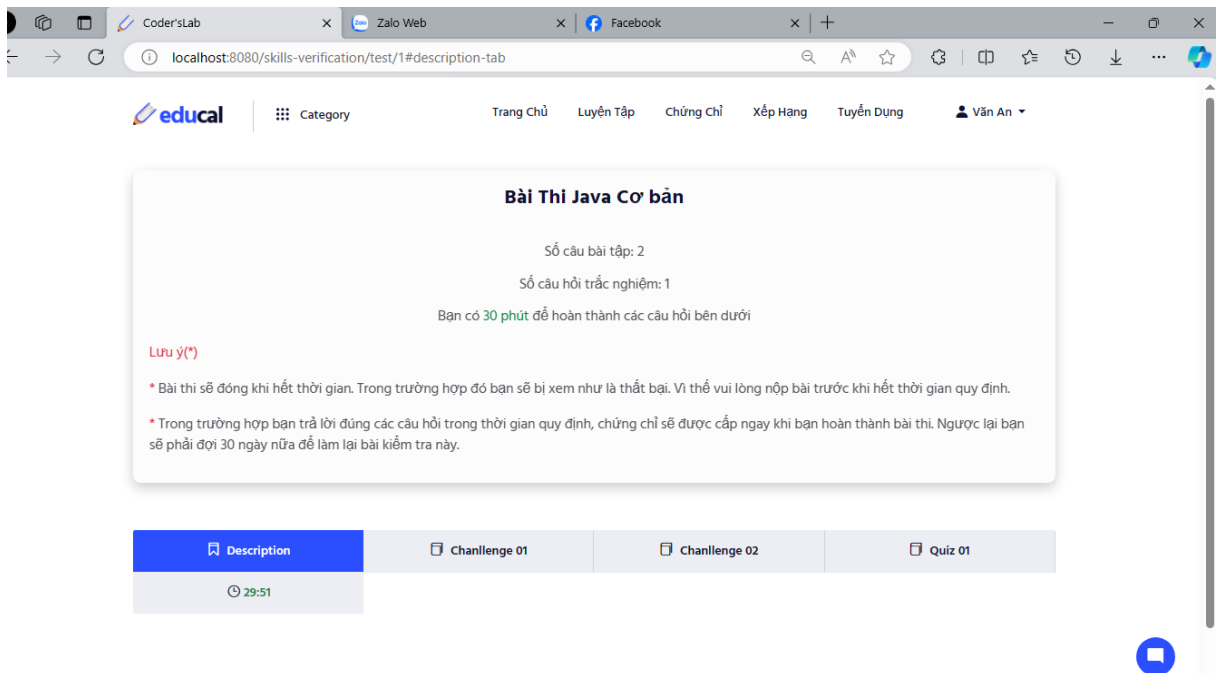 Coder'sLab
Zalo Web
Facebook
localhost:8080/skills-verification/test/1#description-tab
educal
Category
Trang Chủ
Luyện Tập
Chứng Chỉ
Xếp Hạng
Tuyển Dụng
Văn An
Bài Thi Java Cơ bản
Số câu bài tập: 2
Số câu hỏi trắc nghiệm: 1
Bạn có 30 phút để hoàn thành các câu hỏi bên dưới
Lưu ý(*)
* Bài thi sẽ đóng khi hết thời gian. Trong trường hợp đó bạn sẽ bị xem như là thất bại. Vì thế vui lòng nộp bài trước khi hết thời gian quy định.
* Trong trường hợp bạn trả lời đúng các câu hỏi trong thời gian quy định, chứng chỉ sẽ được cấp ngay khi bạn hoàn thành bài thi. Ngược lại bạn
sẽ phải đợi 30 ngày nữa để làm lại bài kiểm tra này.
Description
Chanllenge 01
Chanllenge 02
Quiz 01
29:51